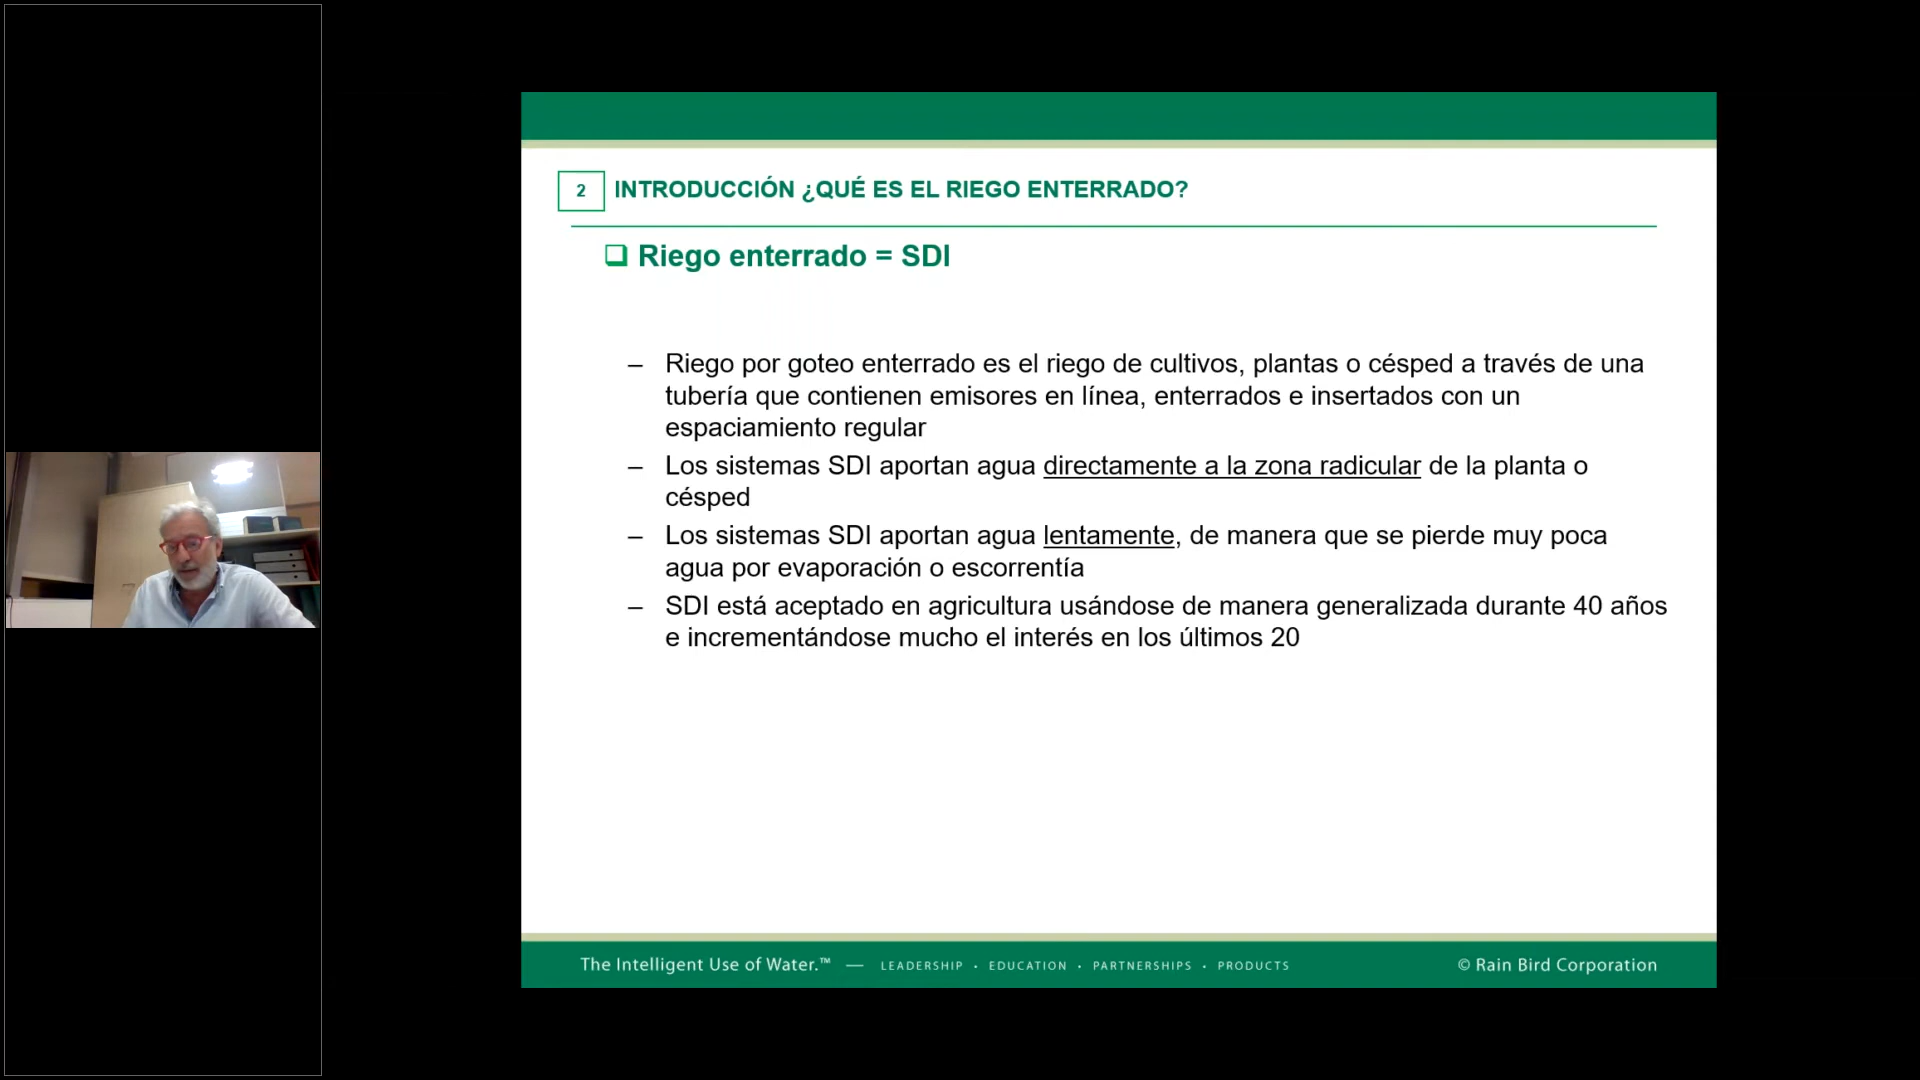 2 INTRODUCCIÓN ¿QUÉ ES EL RIEGO ENTERRADO?
Riego enterrado = SDI
– Riego por goteo enterrado es el riego de cultivos, plantas o césped a través de una
tubería que contienen emisores en línea, enterrados e insertados con un
espaciamiento regular
– Los sistemas SDI aportan agua directamente a la zona radicular de la planta o
césped
– Los sistemas SDI aportan agua lentamente, de manera que se pierde muy poca
agua por evaporación o escorrentía
– SDI está aceptado en agricultura usándose de manera generalizada durante 40 años
e incrementándose mucho el interés en los últimos 20
The Intelligent Use of Water.™ — LEADERSHIP • EDUCATION • PARTNERSHIPS • PRODUCTS © Rain Bird Corporation